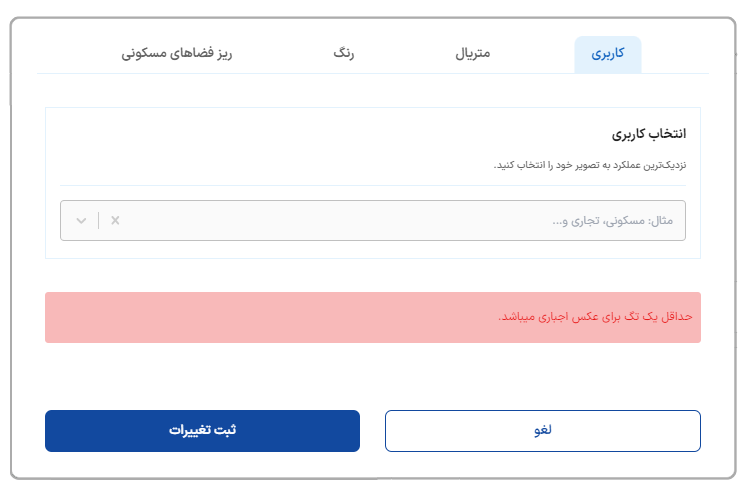 کاربری
متریال
رنگ
ریز فضاهای مسکونی
انتخاب کاربری
نزدیک‌ترین عملکرد به تصویر خود را انتخاب کنید.
مثال: مسکونی، تجاری و...
حداقل یک تگ برای عکس اجباری میباشد.
لغو
ثبت تغییرات